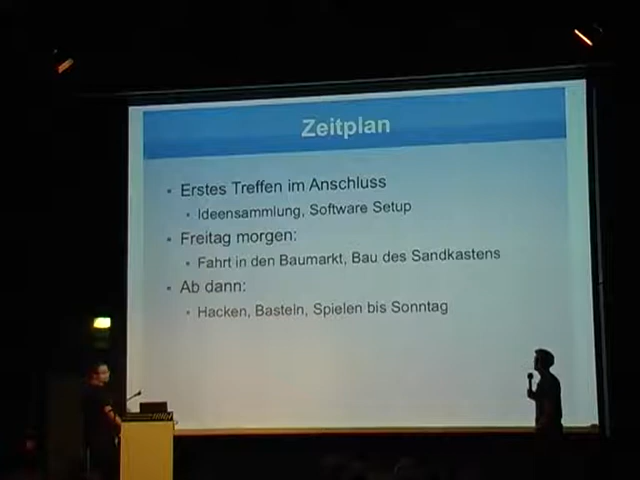 Zeitplan
• Erstes Treffen im Anschluss
• Ideensammlung, Software Setup
• Freitag morgen:
• Fahrt in den Baumarkt, Bau des Sandkastens
• Ab dann:
• Hacken, Basteln, Spielen bis Sonntag